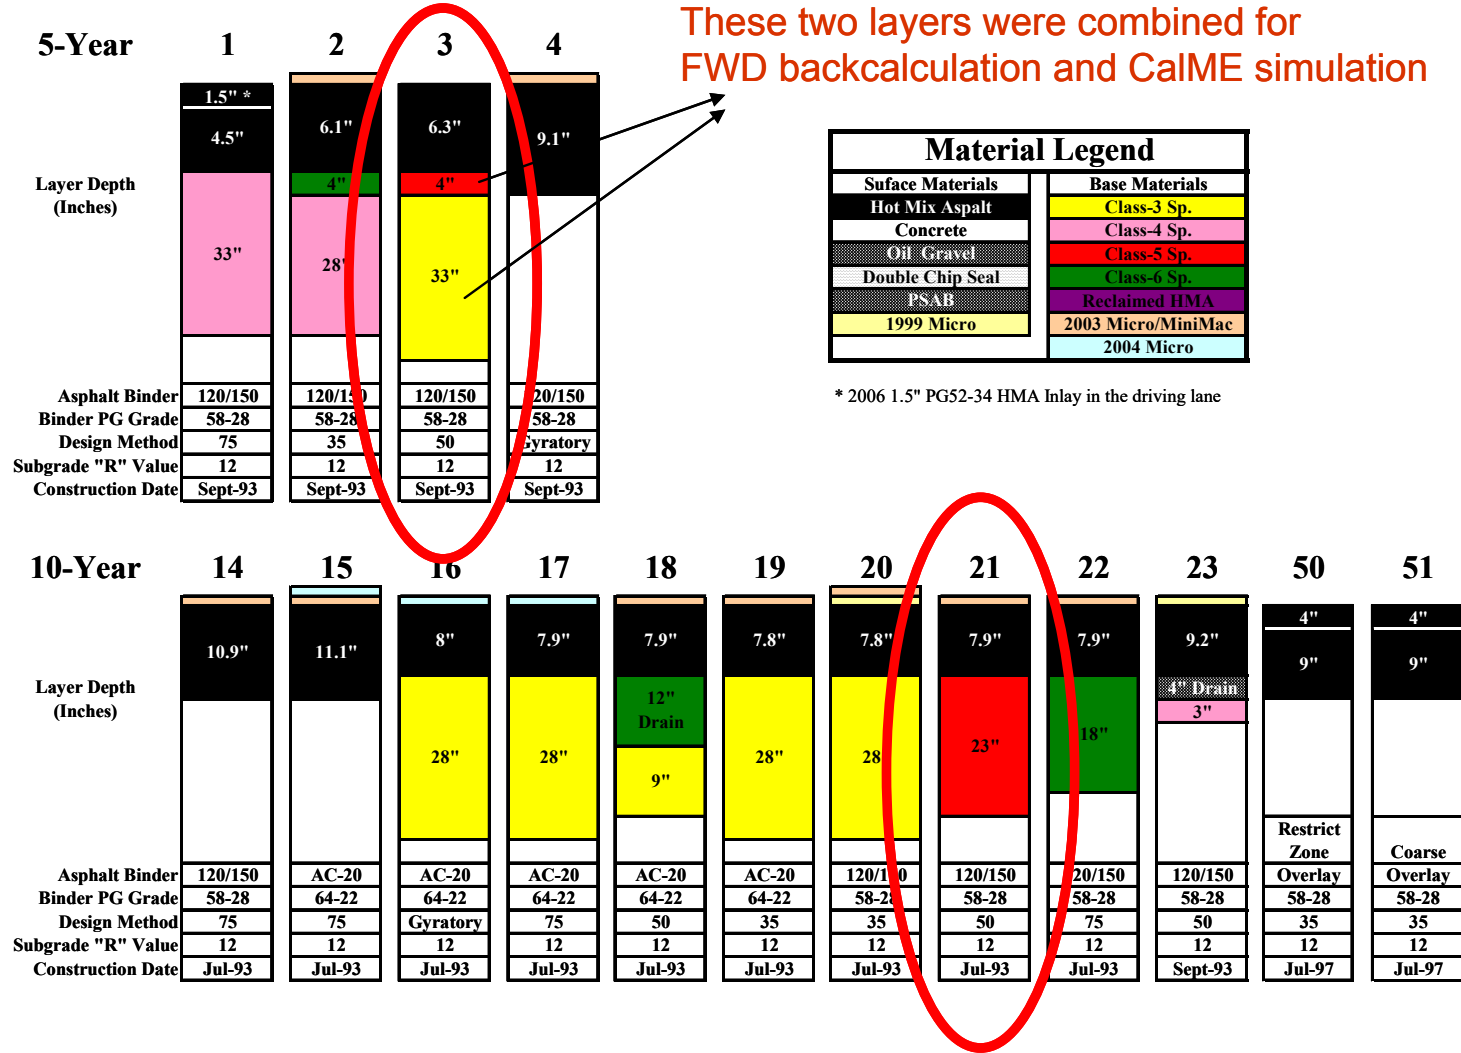 These two layers were combined for
FWD backcalculation and CalME simulation
5-Year 1 2 3 4
1.5" *
4.5" 6.1" 6.3" 9.1"
Layer Depth
(Inches)
4" 4"
33" 28" 33"
Asphalt Binder 120/150 120/150 120/150 120/150
Binder PG Grade 58-28 58-28 58-28 58-28
Design Method 75 35 50 Gyratory
Subgrade "R" Value 12 12 12 12
Construction Date Sept-93 Sept-93 Sept-93 Sept-93
Material Legend
Suface Materials Base Materials
Hot Mix Aspalt Class-3 Sp.
Concrete Class-4 Sp.
Oil Gravel Class-5 Sp.
Double Chip Seal Class-6 Sp.
PSAB Reclaimed HMA
1999 Micro 2003 Micro/MiniMac
2004 Micro
* 2006 1.5" PG52-34 HMA Inlay in the driving lane
10-Year 14 15 16 17 18 19 20 21 22 23 50 51
4" 4"
10.9" 11.1" 8" 7.9" 7.9" 7.8" 7.8" 7.9" 7.9" 9.2" 9" 9"
Layer Depth
(Inches)
12"
Drain
4" Drain
3"
28" 28" 9" 28" 28 23" 18"
Restrict
Zone Coarse
Asphalt Binder 120/150 AC-20 AC-20 AC-20 AC-20 AC-20 120/150 120/150 120/150 120/150 Overlay Overlay
Binder PG Grade 58-28 64-22 64-22 64-22 64-22 64-22 58-28 58-28 58-28 58-28 58-28 58-28
Design Method 75 75 Gyratory 75 50 35 35 50 75 50 35 35
Subgrade "R" Value 12 12 12 12 12 12 12 12 12 12 12 12
Construction Date Jul-93 Jul-93 Jul-93 Jul-93 Jul-93 Jul-93 Jul-93 Jul-93 Jul-93 Sept-93 Jul-97 Jul-97